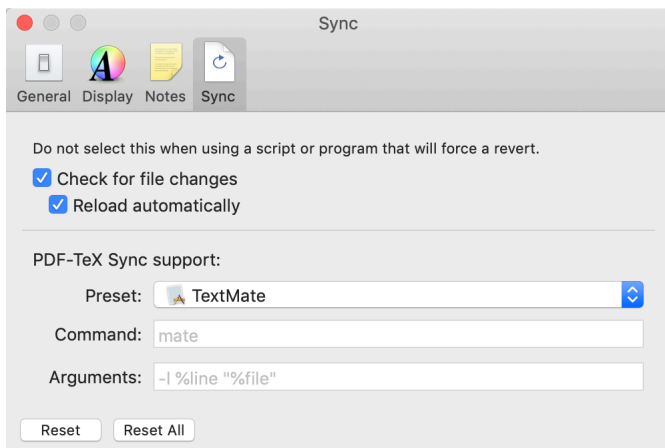 Sync
General Display Notes Sync
Do not select this when using a script or program that will force a revert.
Check for file changes
Reload automatically
PDF-TeX Sync support:
Preset: TextMate
Command: mate
Arguments: -l %line "%file"
Reset Reset All